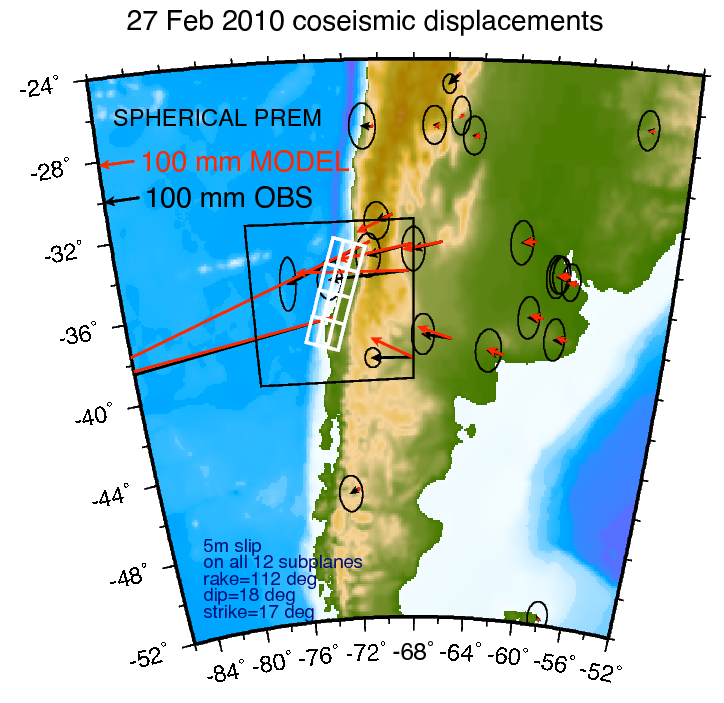 27 Feb 2010 coseismic displacements
-24°
SPHERICAL PREM
100 mm MODEL
-28°
100 mm OBS
-32°
-36°
-40°
-44°
-48°
5m slip
on all 12 subplanes
rake=112 deg
dip=18 deg
strike=17 deg
-52°
-84° -80° -76° -72° -68° -64° -60° -56° -52°